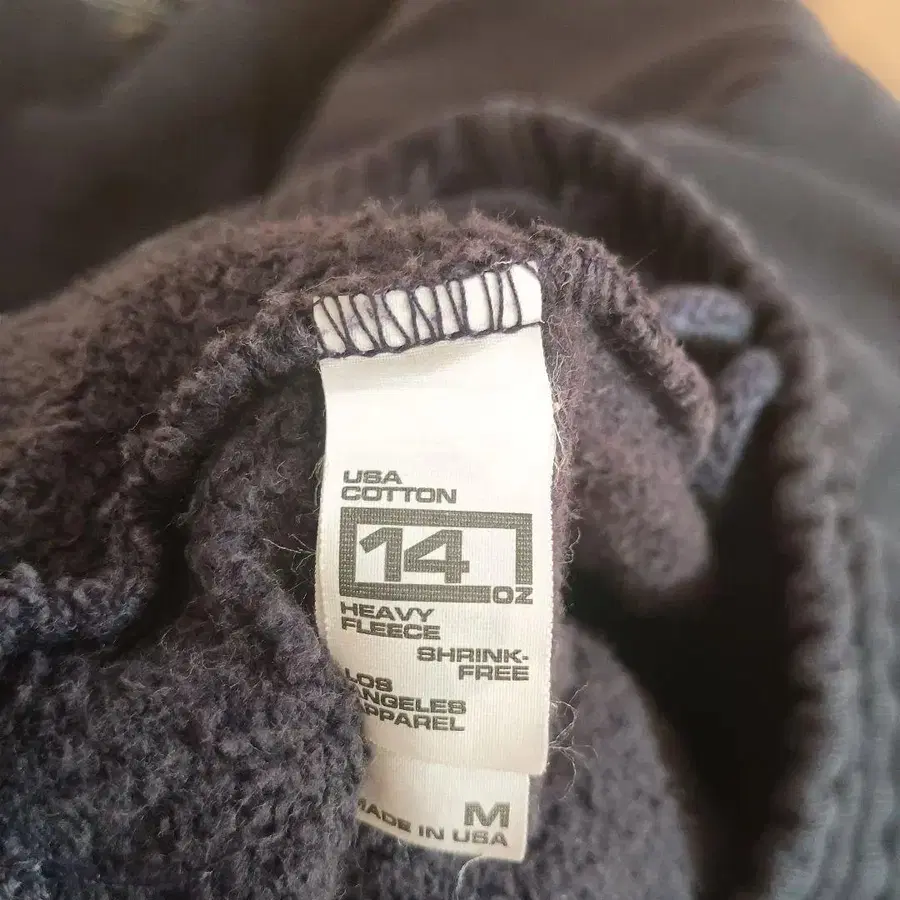 USA
COTTON
14
OZ
HEAVY
FLEECE
SHRINK-
FREE
LOS
ANGELES
APPAREL
M
MADE IN USA